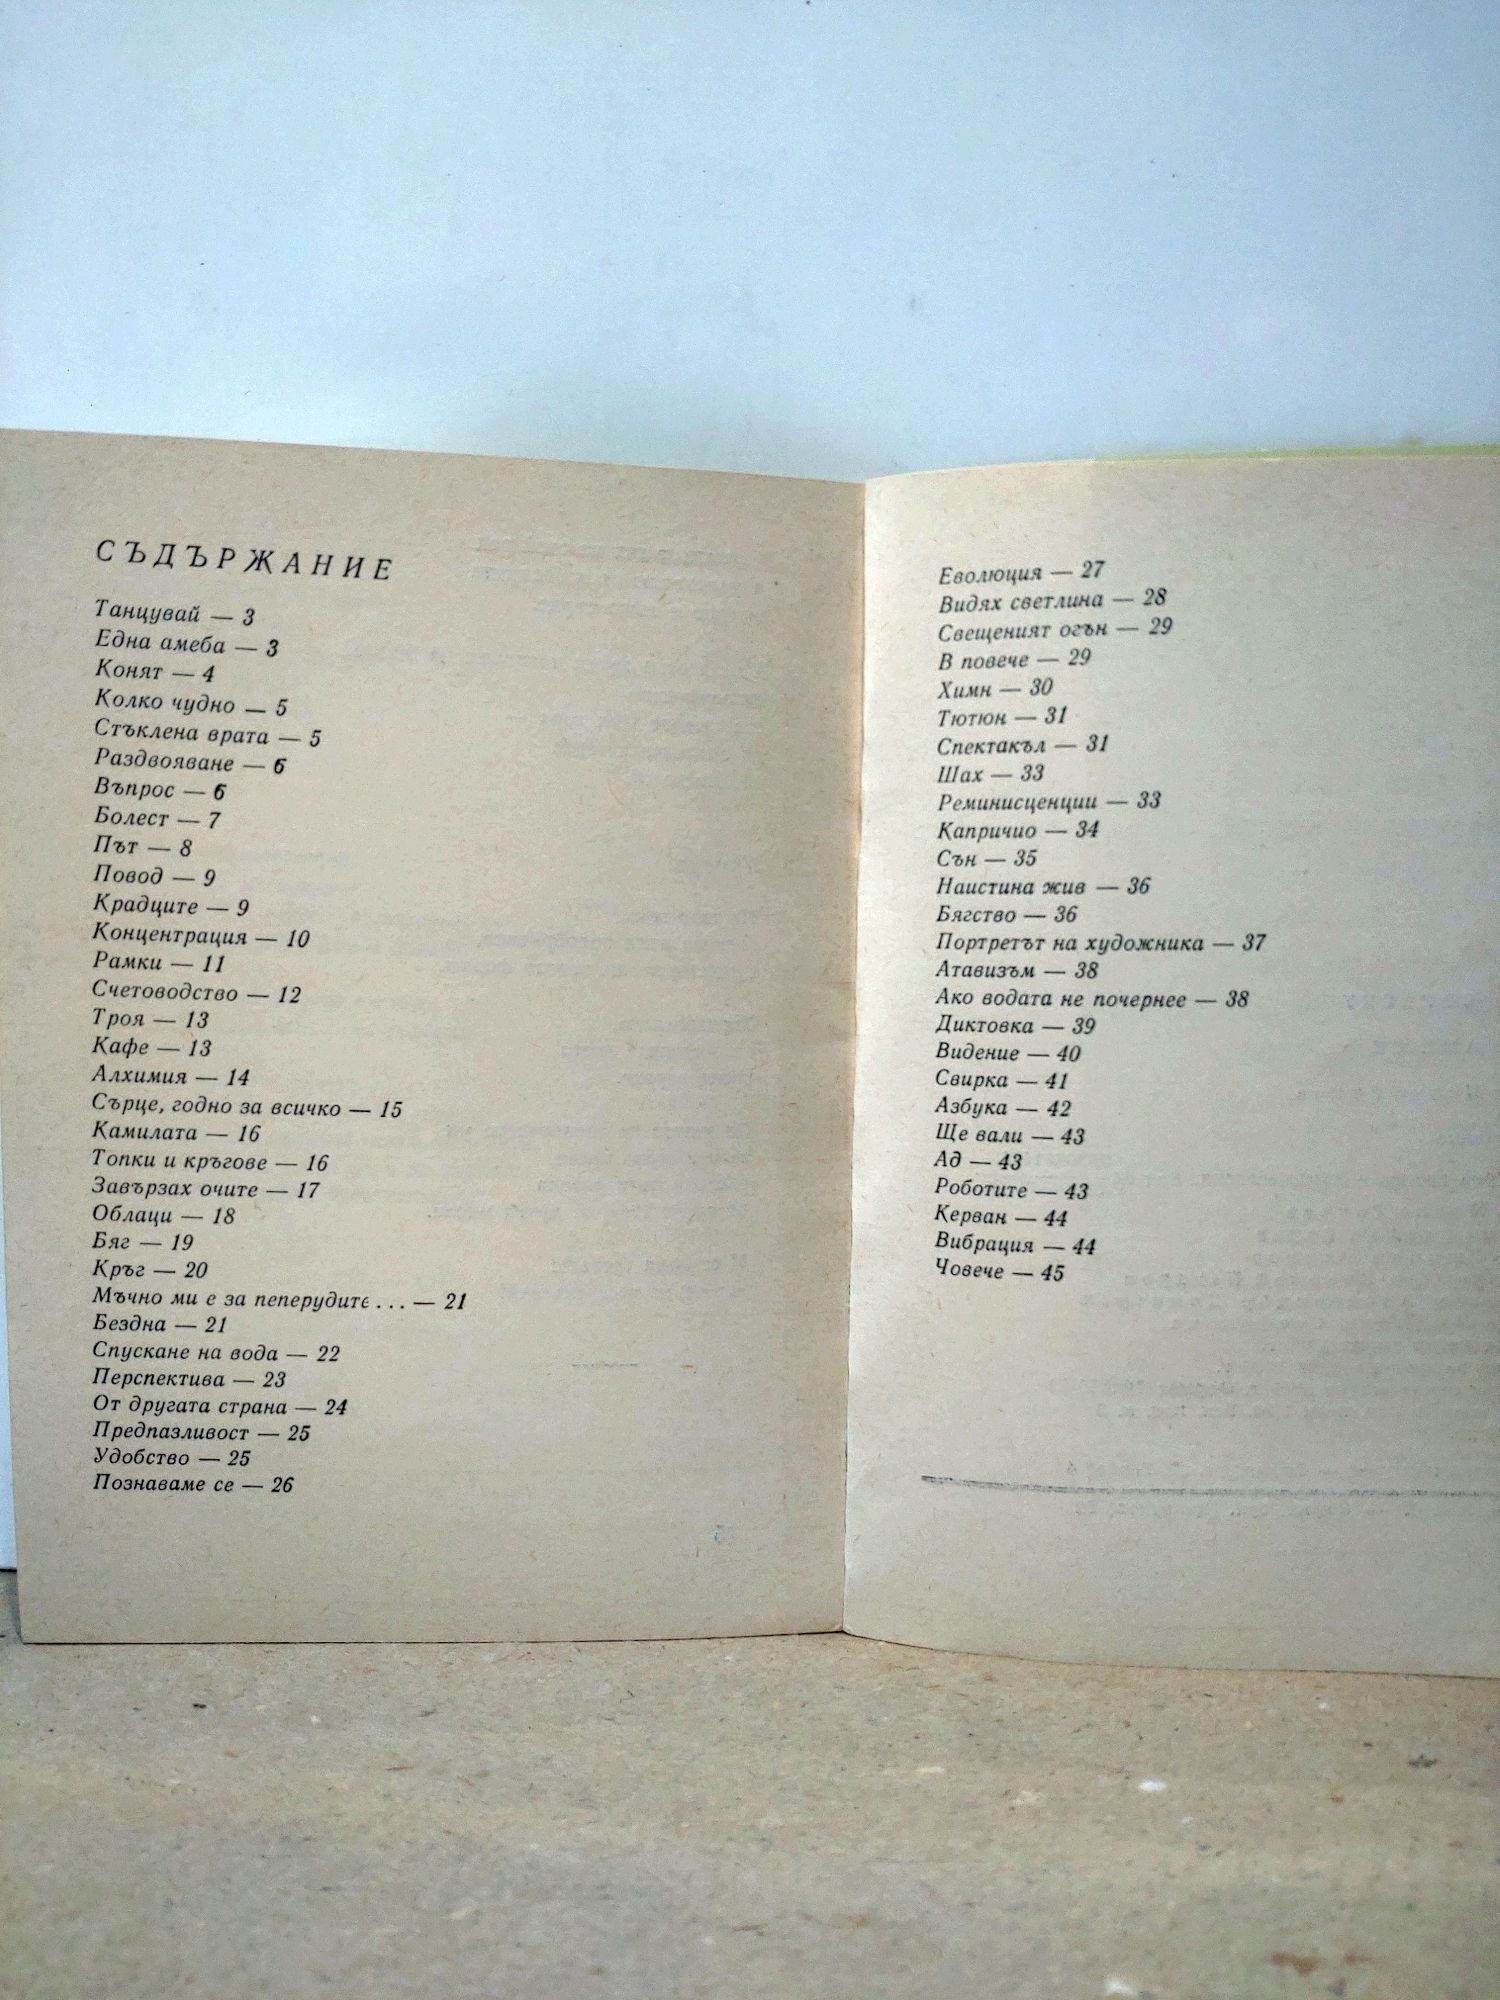 СЪДЪРЖАНИЕ
Танцувай — 3
Една амеба — 3
Конят — 4
Колко чудно — 5
Стъклена врата — 5
Раздвояване — 6
Въпрос — 6
Болест — 7
Път — 8
Повод — 9
Крадците — 9
Концентрация — 10
Рамки — 11
Счетоводство — 12
Троя — 13
Кафе — 13
Алхимия — 14
Сърце, годно за всичко — 15
Камилата — 16
Топки и кръгове — 16
Завързах очите — 17
Облаци — 18
Бяг — 19
Кръг — 20
Мъчно ми е за пеперудите ... — 21
Бездна — 21
Спускане на вода — 22
Перспектива — 23
От другата страна — 24
Предпазливост — 25
Удобство — 25
Познаваме се — 26
Еволюция — 27
Видях светлина — 28
Свещеният огън — 29
В повече — 29
Химн — 30
Тютюн — 31
Спектакъл — 31
Шах — 33
Реминисценции — 33
Капричио — 34
Сън — 35
Наистина жив — 36
Бягство — 36
Портретът на художника — 37
Атавизъм — 38
Ако водата не почернее — 38
Диктовка — 39
Видение — 40
Свирка — 41
Азбука — 42
Ще вали — 43
Ад — 43
Роботите — 43
Керван — 44
Вибрация — 44
Човече — 45